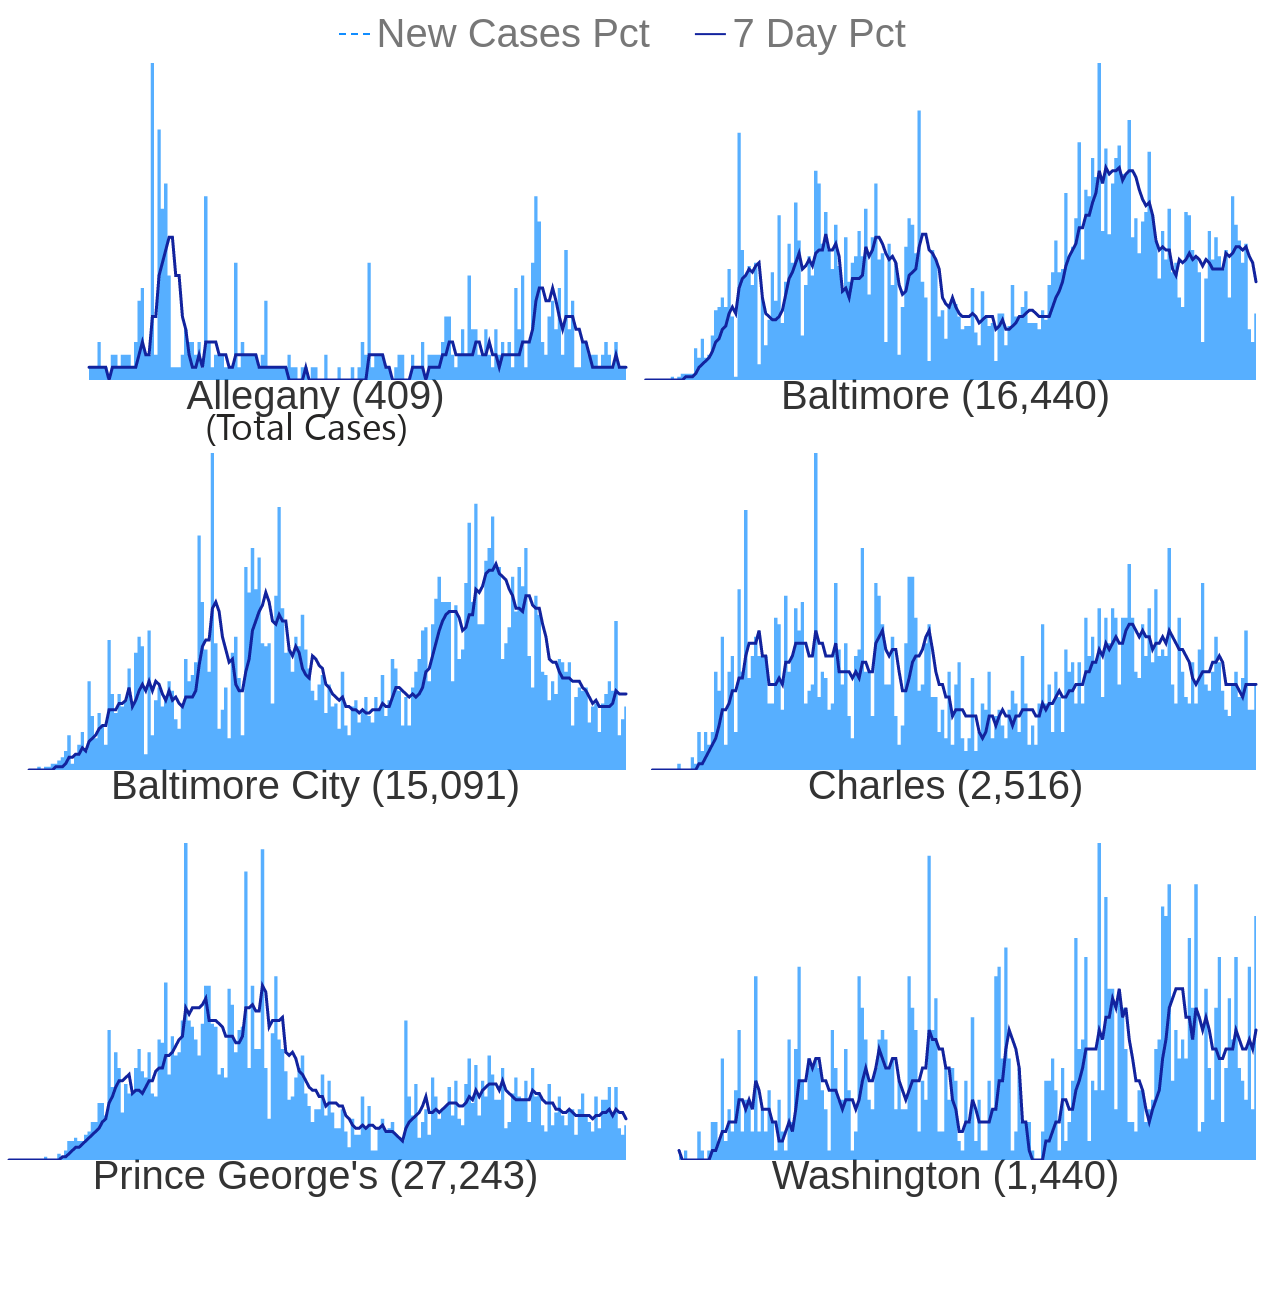 New Cases Pct 7 Day Pct
Allegany (409) Baltimore (16,440)
(Total Cases)
Baltimore City (15,091) Charles (2,516)
Prince George's (27,243) Washington (1,440)